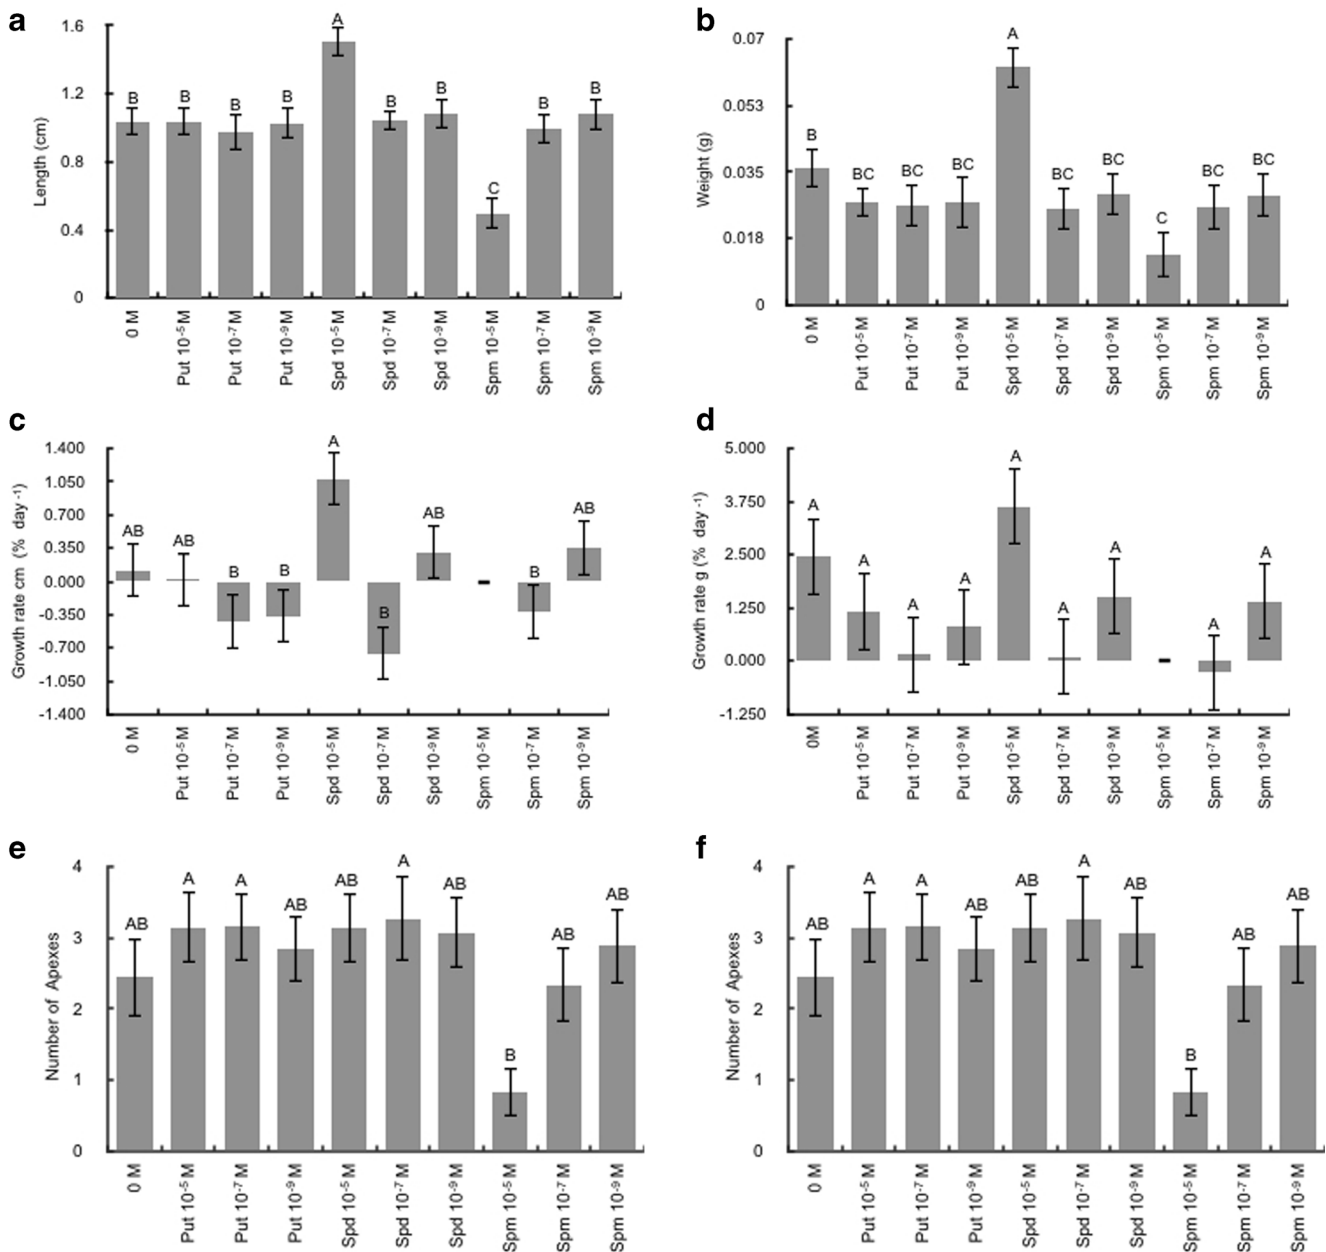 a
Length (cm)
1.6
1.2
0.8
0.4
0
B
B
B
B
A
B
B
C
B
B
0 M
Put 10⁻⁵ M
Put 10⁻⁷ M
Put 10⁻⁹ M
Spd 10⁻⁵ M
Spd 10⁻⁷ M
Spd 10⁻⁹ M
Spm 10⁻⁵ M
Spm 10⁻⁷ M
Spm 10⁻⁹ M
b
Weight (g)
0.07
0.053
0.035
0.018
0
B
BC
BC
BC
A
BC
BC
C
BC
BC
0 M
Put 10⁻⁵ M
Put 10⁻⁷ M
Put 10⁻⁹ M
Spd 10⁻⁵ M
Spd 10⁻⁷ M
Spd 10⁻⁹ M
Spm 10⁻⁵ M
Spm 10⁻⁷ M
Spm 10⁻⁹ M
c
Growth rate cm (% day ⁻¹)
1.400
1.050
0.700
0.350
0.000
-0.350
-0.700
-1.050
-1.400
AB
AB
B
B
A
B
AB
B
AB
0 M
Put 10⁻⁵ M
Put 10⁻⁷ M
Put 10⁻⁹ M
Spd 10⁻⁵ M
Spd 10⁻⁷ M
Spd 10⁻⁹ M
Spm 10⁻⁵ M
Spm 10⁻⁷ M
Spm 10⁻⁹ M
d
Growth rate g (% day ⁻¹)
5.000
3.750
2.500
1.250
0.000
-1.250
A
A
A
A
A
A
A
A
A
0M
Put 10⁻⁵ M
Put 10⁻⁷ M
Put 10⁻⁹ M
Spd 10⁻⁵ M
Spd 10⁻⁷ M
Spd 10⁻⁹ M
Spm 10⁻⁵ M
Spm 10⁻⁷ M
Spm 10⁻⁹ M
e
Number of Apexes
4
3
2
1
0
AB
A
A
AB
AB
A
AB
B
AB
AB
0 M
Put 10⁻⁵ M
Put 10⁻⁷ M
Put 10⁻⁹ M
Spd 10⁻⁵ M
Spd 10⁻⁷ M
Spd 10⁻⁹ M
Spm 10⁻⁵ M
Spm 10⁻⁷ M
Spm 10⁻⁹ M
f
Number of Apexes
4
3
2
1
0
AB
A
A
AB
AB
A
AB
B
AB
AB
0 M
Put 10⁻⁵ M
Put 10⁻⁷ M
Put 10⁻⁹ M
Spd 10⁻⁵ M
Spd 10⁻⁷ M
Spd 10⁻⁹ M
Spm 10⁻⁵ M
Spm 10⁻⁷ M
Spm 10⁻⁹ M